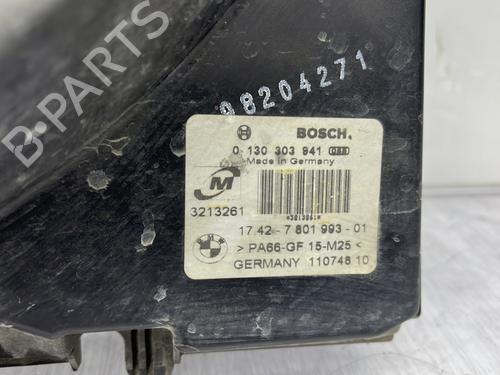 B-PARTS
98204271
BOSCH
0 130 303 941
Made in Germany
M
3213261
17.42 - 7 801 993 - 01
> PA66-GF 15-M25 <
GERMANY 110748 10